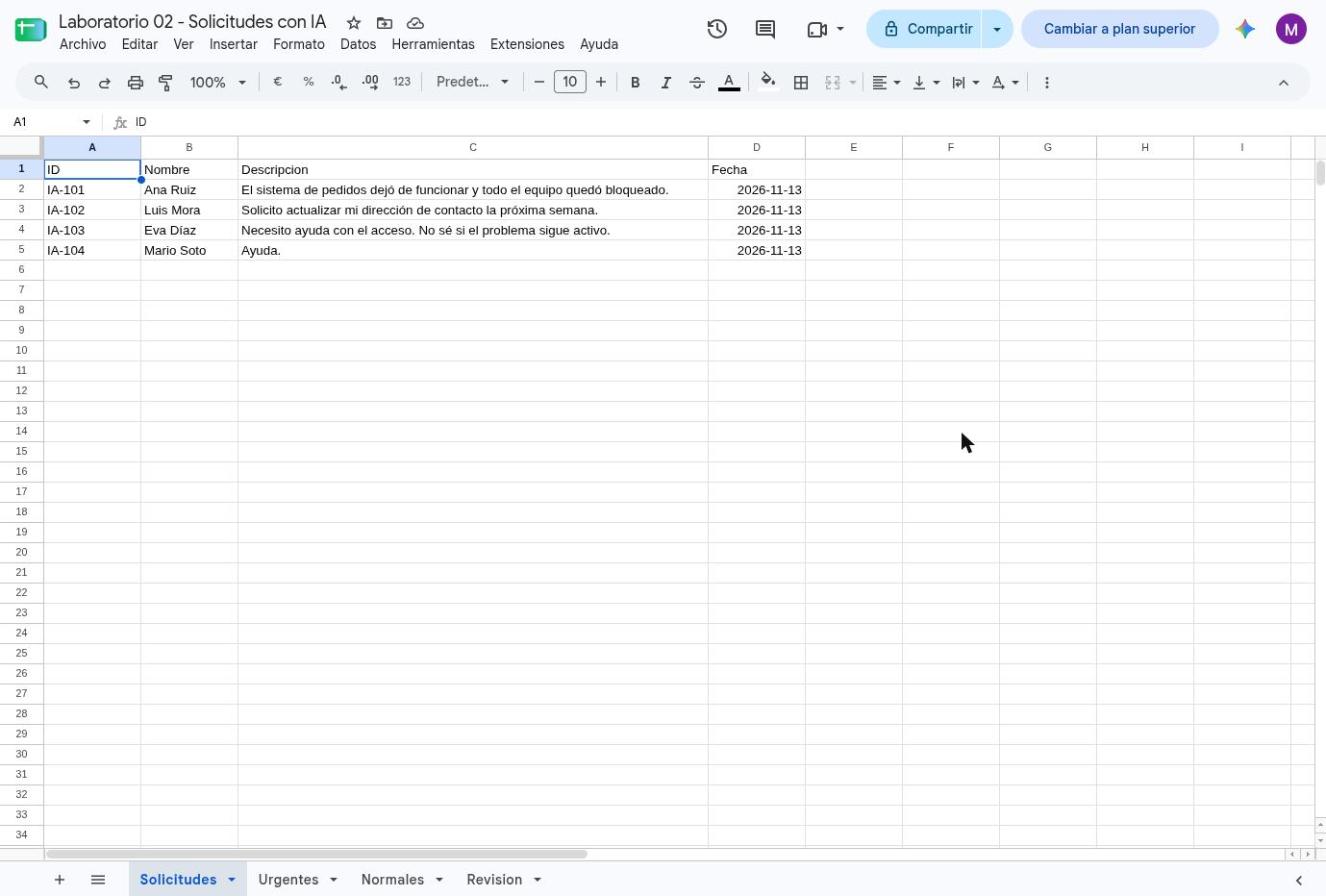 Laboratorio 02 - Solicitudes con IA
Archivo Editar Ver Insertar Formato Datos Herramientas Extensiones Ayuda
Compartir
Cambiar a plan superior
M
100% € % .0 .00 123 Predet... 10 B I A
A1 fx ID
A B C D E F G H I
1 ID Nombre Descripcion Fecha
2 IA-101 Ana Ruiz El sistema de pedidos dejó de funcionar y todo el equipo quedó bloqueado. 2026-11-13
3 IA-102 Luis Mora Solicito actualizar mi dirección de contacto la próxima semana. 2026-11-13
4 IA-103 Eva Díaz Necesito ayuda con el acceso. No sé si el problema sigue activo. 2026-11-13
5 IA-104 Mario Soto Ayuda. 2026-11-13
6
7
8
9
10
11
12
13
14
15
16
17
18
19
20
21
22
23
24
25
26
27
28
29
30
31
32
33
34
Solicitudes Urgentes Normales Revision